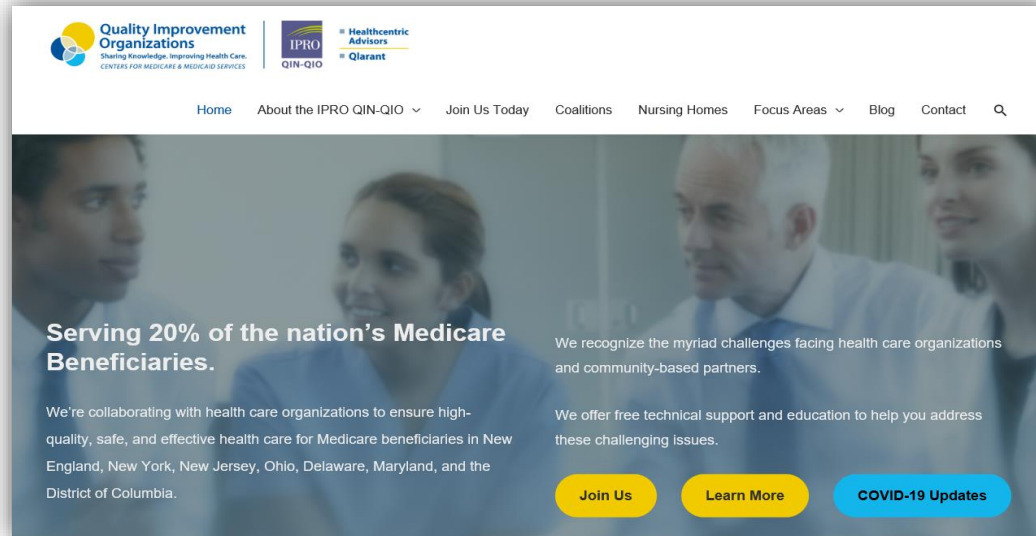 Quality Improvement
Organizations
Sharing Knowledge. Improving Health Care.
CENTERS FOR MEDICARE & MEDICAID SERVICES
IPRO
QIN-QIO
Healthcentric
Advisors
Qlarant
Home About the IPRO QIN-QIO Join Us Today Coalitions Nursing Homes Focus Areas Blog Contact
Serving 20% of the nation’s Medicare
Beneficiaries.
We’re collaborating with health care organizations to ensure high-
quality, safe, and effective health care for Medicare beneficiaries in New
England, New York, New Jersey, Ohio, Delaware, Maryland, and the
District of Columbia.
We recognize the myriad challenges facing health care organizations
and community-based partners.
We offer free technical support and education to help you address
these challenging issues.
Join Us Learn More COVID-19 Updates